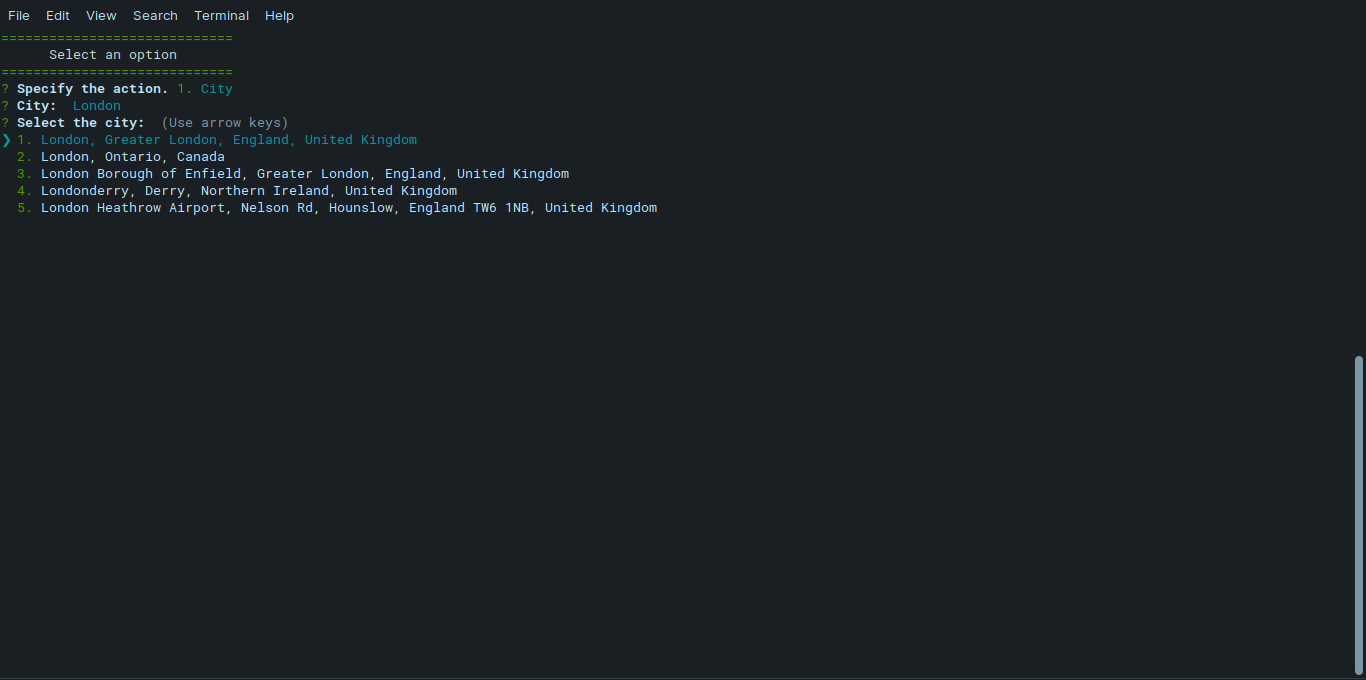 File Edit View Search Terminal Help
=============================
Select an option
=============================
? Specify the action. 1. City
? City: London
? Select the city: (Use arrow keys)
❯ 1. London, Greater London, England, United Kingdom
2. London, Ontario, Canada
3. London Borough of Enfield, Greater London, England, United Kingdom
4. Londonderry, Derry, Northern Ireland, United Kingdom
5. London Heathrow Airport, Nelson Rd, Hounslow, England TW6 1NB, United Kingdom